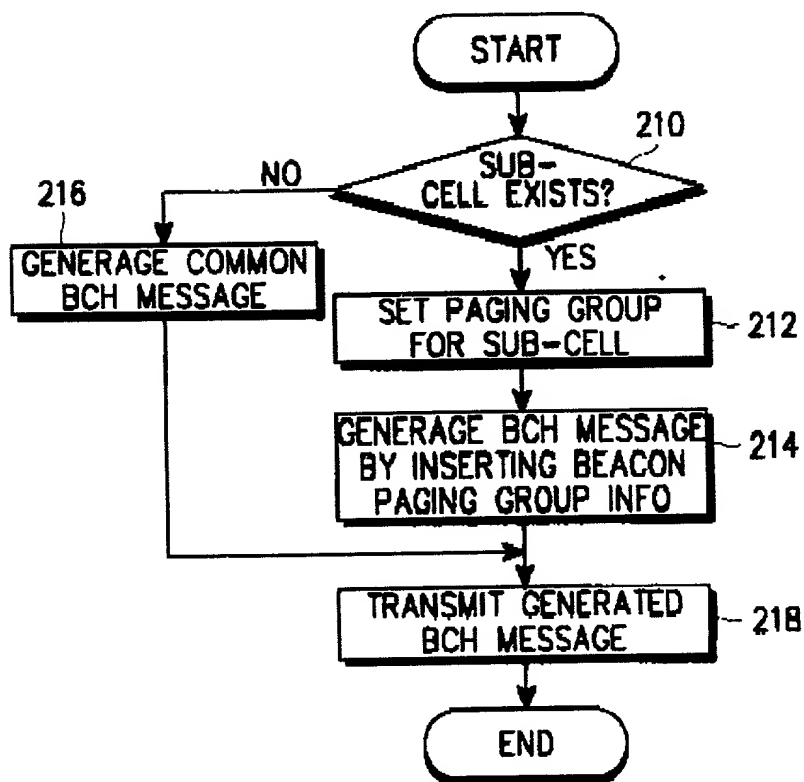 START
210
SUB-
CELL EXISTS?
NO
216
YES
GENERAGE COMMON
BCH MESSAGE
SET PAGING GROUP
FOR SUB-CELL
212
GENERAGE BCH MESSAGE
BY INSERTING BEACON
PAGING GROUP INFO
214
TRANSMIT GENERATED
BCH MESSAGE
218
END